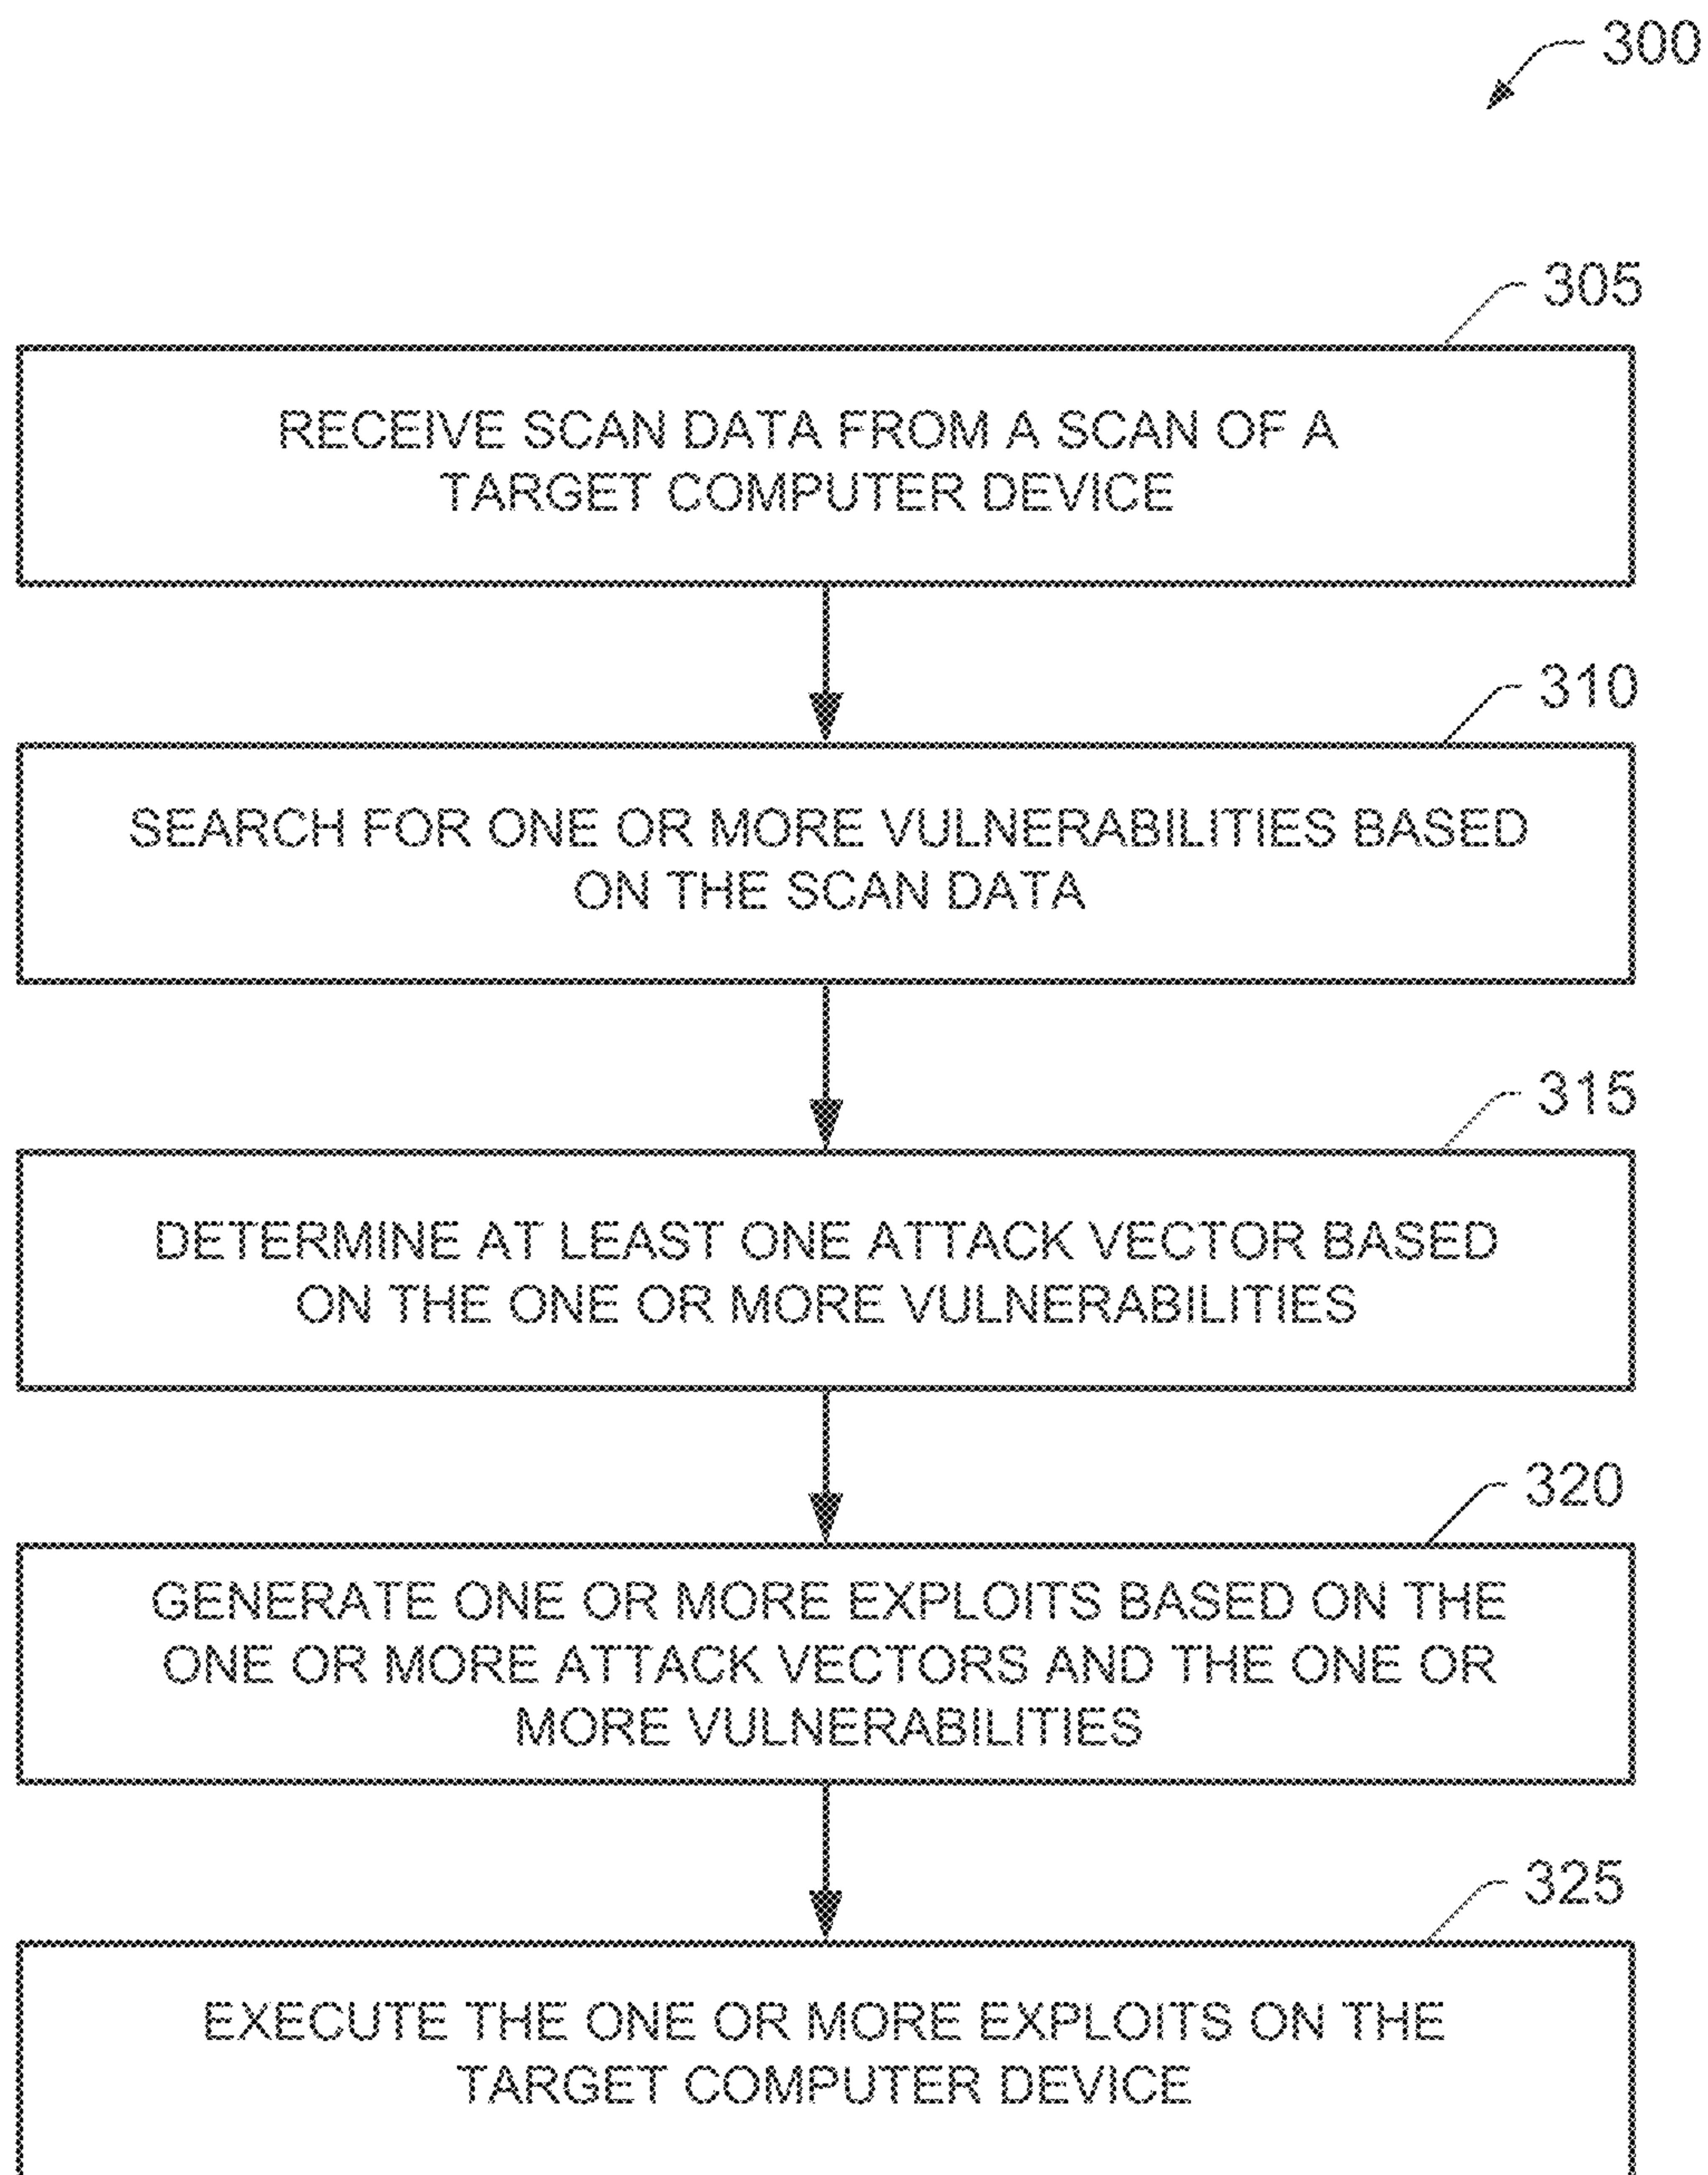 300
305
RECEIVE SCAN DATA FROM A SCAN OF A
TARGET COMPUTER DEVICE
310
SEARCH FOR ONE OR MORE VULNERABILITIES BASED
ON THE SCAN DATA
315
DETERMINE AT LEAST ONE ATTACK VECTOR BASED
ON THE ONE OR MORE VULNERABILITIES
320
GENERATE ONE OR MORE EXPLOITS BASED ON THE
ONE OR MORE ATTACK VECTORS AND THE ONE OR
MORE VULNERABILITIES
325
EXECUTE THE ONE OR MORE EXPLOITS ON THE
TARGET COMPUTER DEVICE